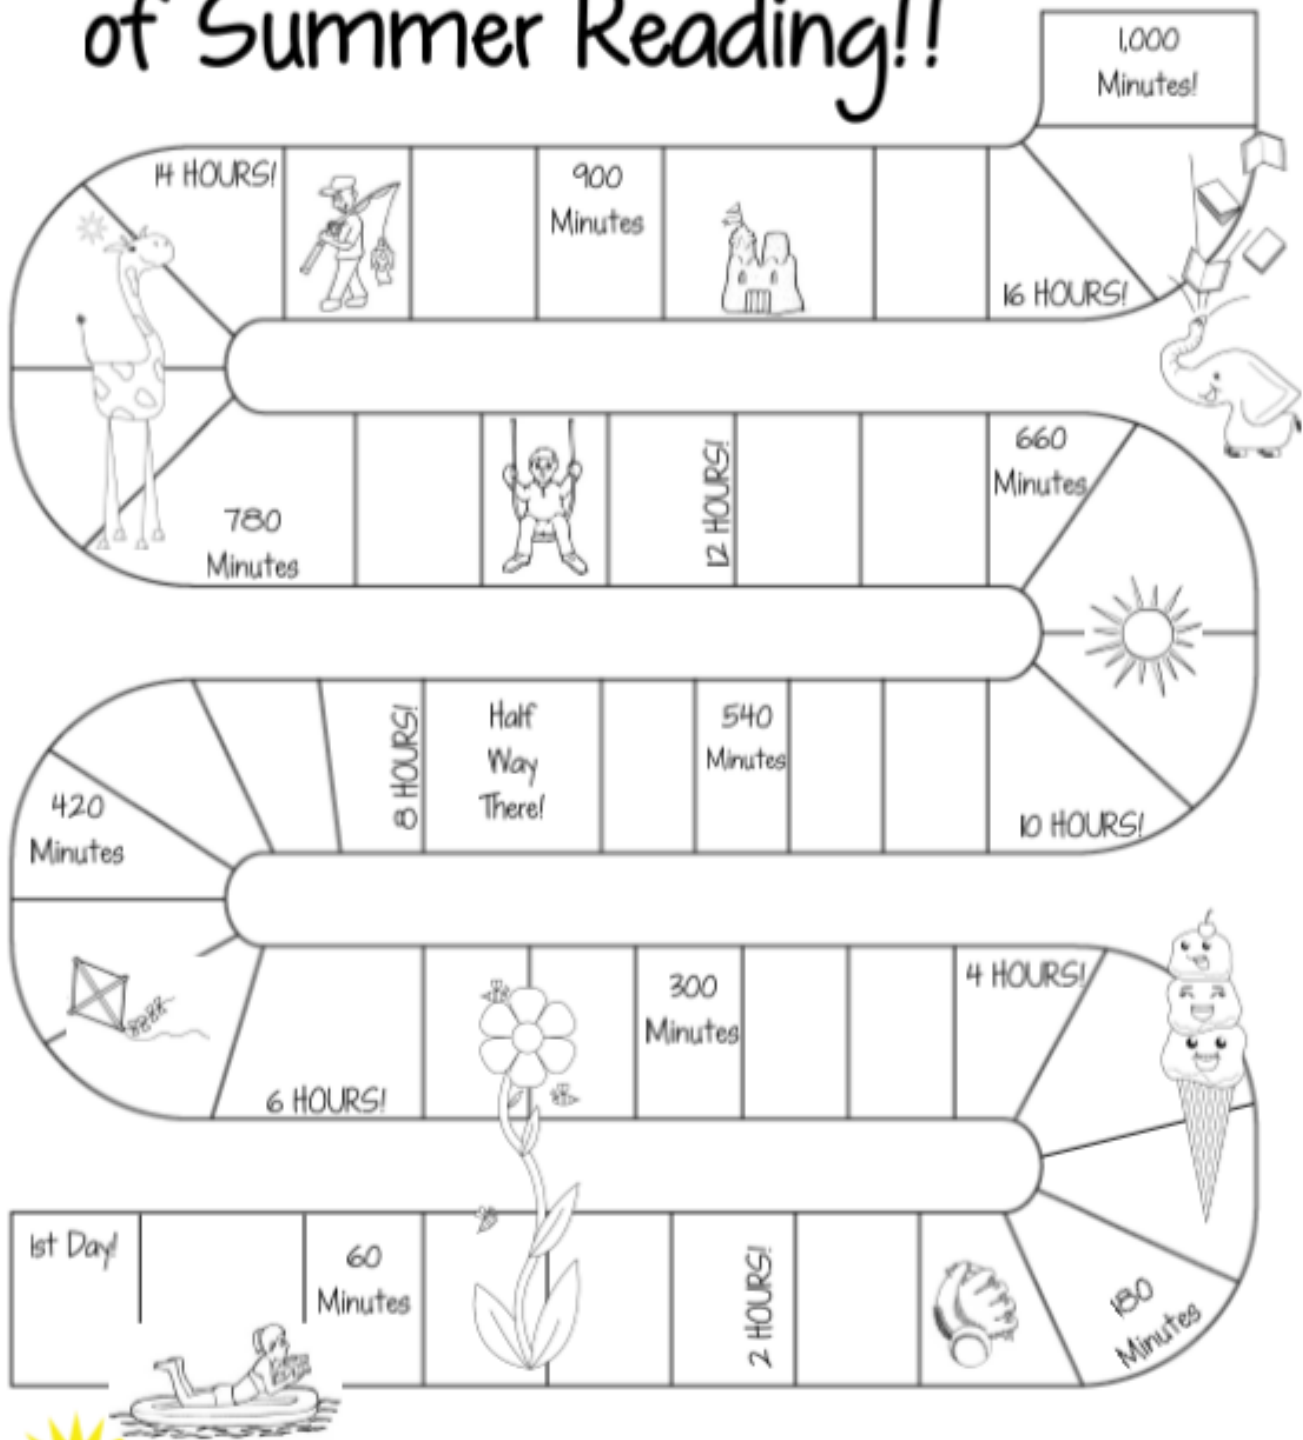 of Summer Reading!!
1,000
Minutes!
14 HOURS!
900
Minutes
16 HOURS!
780
Minutes
12 HOURS!
660
Minutes
8 HOURS!
Half
Way
There!
540
Minutes
10 HOURS!
420
Minutes
6 HOURS!
300
Minutes
4 HOURS!
1st Day!
60
Minutes
2 HOURS!
180
Minutes